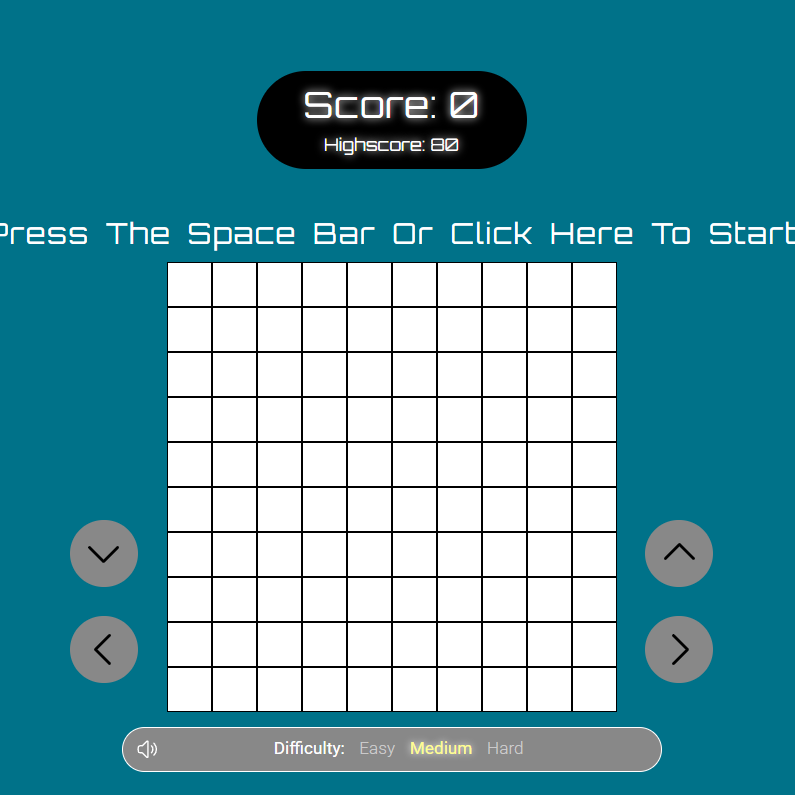 Score: 0
Highscore: 80
Press The Space Bar Or Click Here To Start
Difficulty: Easy Medium Hard